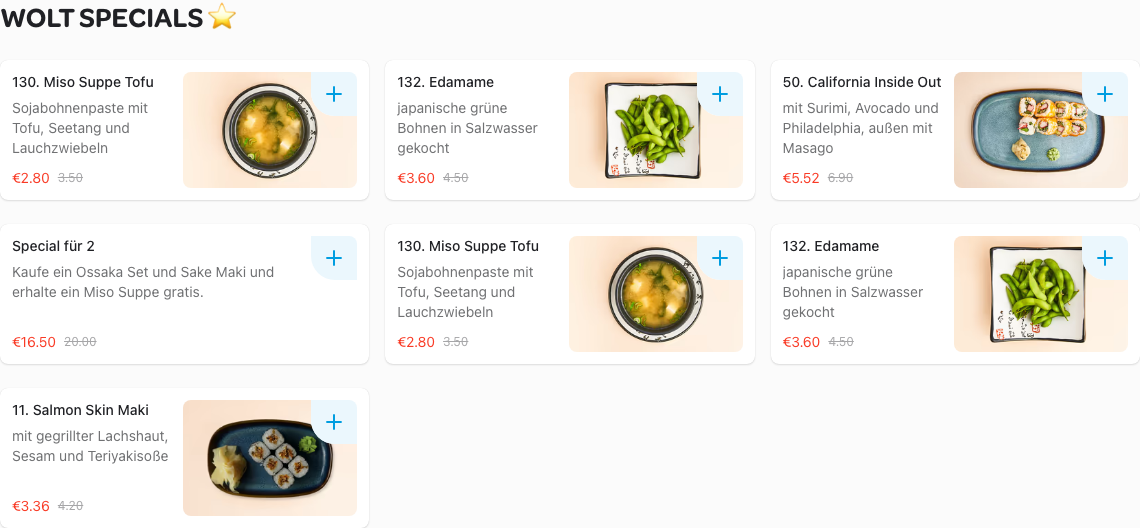 WOLT SPECIALS ⭐
130. Miso Suppe Tofu
Sojabohnenpaste mit
Tofu, Seetang und
Lauchzwiebeln
€2.80 3.50
132. Edamame
japanische grüne
Bohnen in Salzwasser
gekocht
€3.60 4.50
50. California Inside Out
mit Surimi, Avocado und
Philadelphia, außen mit
Masago
€5.52 6.90
Special für 2
Kaufe ein Ossaka Set und Sake Maki und
erhalte ein Miso Suppe gratis.
€16.50 20.00
130. Miso Suppe Tofu
Sojabohnenpaste mit
Tofu, Seetang und
Lauchzwiebeln
€2.80 3.50
132. Edamame
japanische grüne
Bohnen in Salzwasser
gekocht
€3.60 4.50
11. Salmon Skin Maki
mit gegrillter Lachshaut,
Sesam und Teriyakisoße
€3.36 4.20